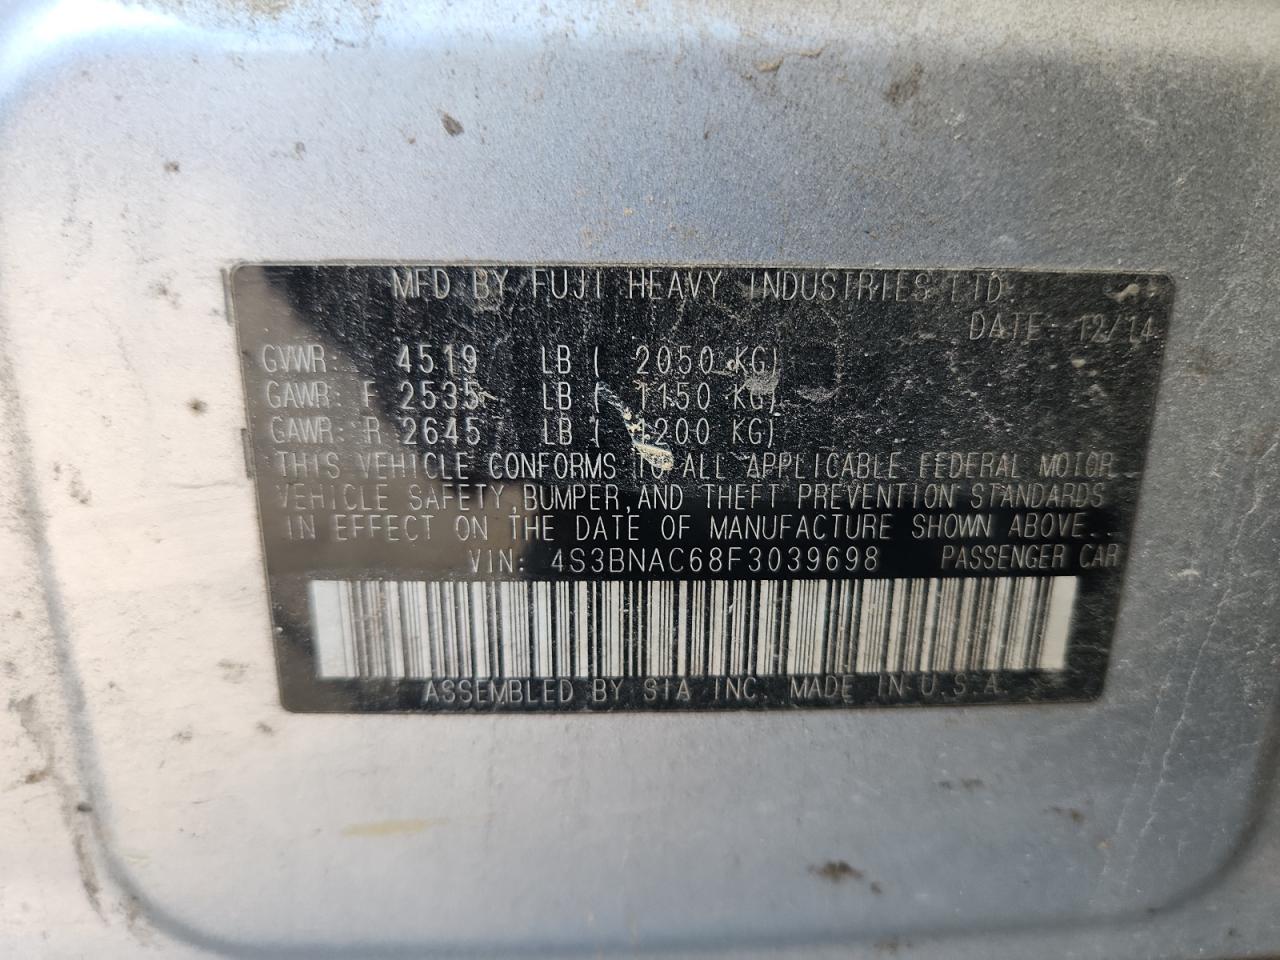 MFD BY FUJI HEAVY INDUSTRIES LTD.
DATE: 12/14
GVWR: 4519 LB ( 2050 KG)
GAWR: F 2535 LB ( 1150 KG)
GAWR: R 2645 LB ( 1200 KG)
THIS VEHICLE CONFORMS TO ALL APPLICABLE FEDERAL MOTOR
VEHICLE SAFETY, BUMPER, AND THEFT PREVENTION STANDARDS
IN EFFECT ON THE DATE OF MANUFACTURE SHOWN ABOVE..
VIN: 4S3BNAC68F3039698 PASSENGER CAR
ASSEMBLED BY SIA INC. MADE IN U.S.A.